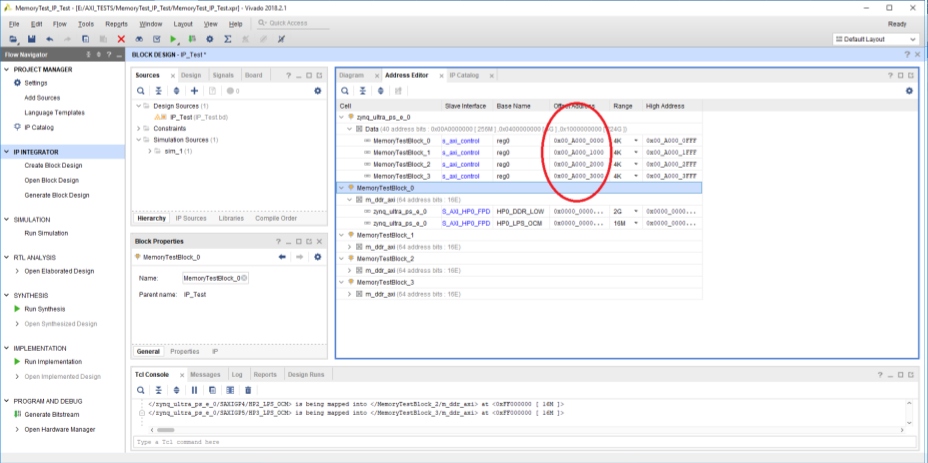 MemoryTest_IP_Test - [E:/AXI_TESTS/MemoryTest_IP_Test/MemoryTest_IP_Test.xpr] - Vivado 2018.2.1
File Edit Flow Tools Reports Window Layout View Help Quick Access
Ready
Default Layout
Flow Navigator
BLOCK DESIGN - IP_Test *
PROJECT MANAGER
Settings
Add Sources
Language Templates
IP Catalog
IP INTEGRATOR
Create Block Design
Open Block Design
Generate Block Design
SIMULATION
Run Simulation
RTL ANALYSIS
Open Elaborated Design
SYNTHESIS
Run Synthesis
Open Synthesized Design
IMPLEMENTATION
Run Implementation
Open Implemented Design
PROGRAM AND DEBUG
Generate Bitstream
Open Hardware Manager
Sources Design Signals Board
0
Design Sources (1)
IP_Test (IP_Test.bd)
Constraints
Simulation Sources (1)
sim_1 (1)
Hierarchy IP Sources Libraries Compile Order
Block Properties
MemoryTestBlock_0
Name: MemoryTestBlock_0
Parent name: IP_Test
General Properties IP
Diagram Address Editor IP Catalog
Cell Slave Interface Base Name Offset Address Range High Address
zynq_ultra_ps_e_0
Data (40 address bits : 0x00A0000000 [ 256M ] ,0x0400000000 [ 4G ] ,0x1000000000 [ 224G ])
MemoryTestBlock_0 s_axi_control reg0 0x00_A000_0000 4K 0x00_A000_0FFF
MemoryTestBlock_1 s_axi_control reg0 0x00_A000_1000 4K 0x00_A000_1FFF
MemoryTestBlock_2 s_axi_control reg0 0x00_A000_2000 4K 0x00_A000_2FFF
MemoryTestBlock_3 s_axi_control reg0 0x00_A000_3000 4K 0x00_A000_3FFF
MemoryTestBlock_0
m_ddr_axi (64 address bits : 16E)
zynq_ultra_ps_e_0 S_AXI_HP0_FPD HP0_DDR_LOW 0x0000_0000... 2G 0x0000_0000...
zynq_ultra_ps_e_0 S_AXI_HP0_FPD HP0_LPS_OCM 0x0000_0000... 16M 0x0000_0000...
MemoryTestBlock_1
m_ddr_axi (64 address bits : 16E)
MemoryTestBlock_2
m_ddr_axi (64 address bits : 16E)
MemoryTestBlock_3
m_ddr_axi (64 address bits : 16E)
Tcl Console Messages Log Reports Design Runs
</zynq_ultra_ps_e_0/SAXIGP4/HP2_LPS_OCM> is being mapped into </MemoryTestBlock_2/m_ddr_axi> at <0xFF000000 [ 16M ]>
</zynq_ultra_ps_e_0/SAXIGP5/HP3_LPS_OCM> is being mapped into </MemoryTestBlock_3/m_ddr_axi> at <0xFF000000 [ 16M ]>
Type a Tcl command here